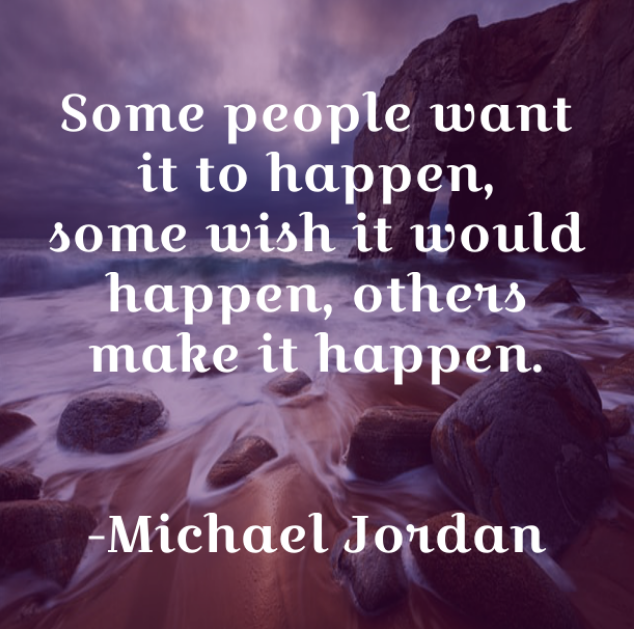 Some people want
it to happen,
some wish it would
happen, others
make it happen.
-Michael Jordan